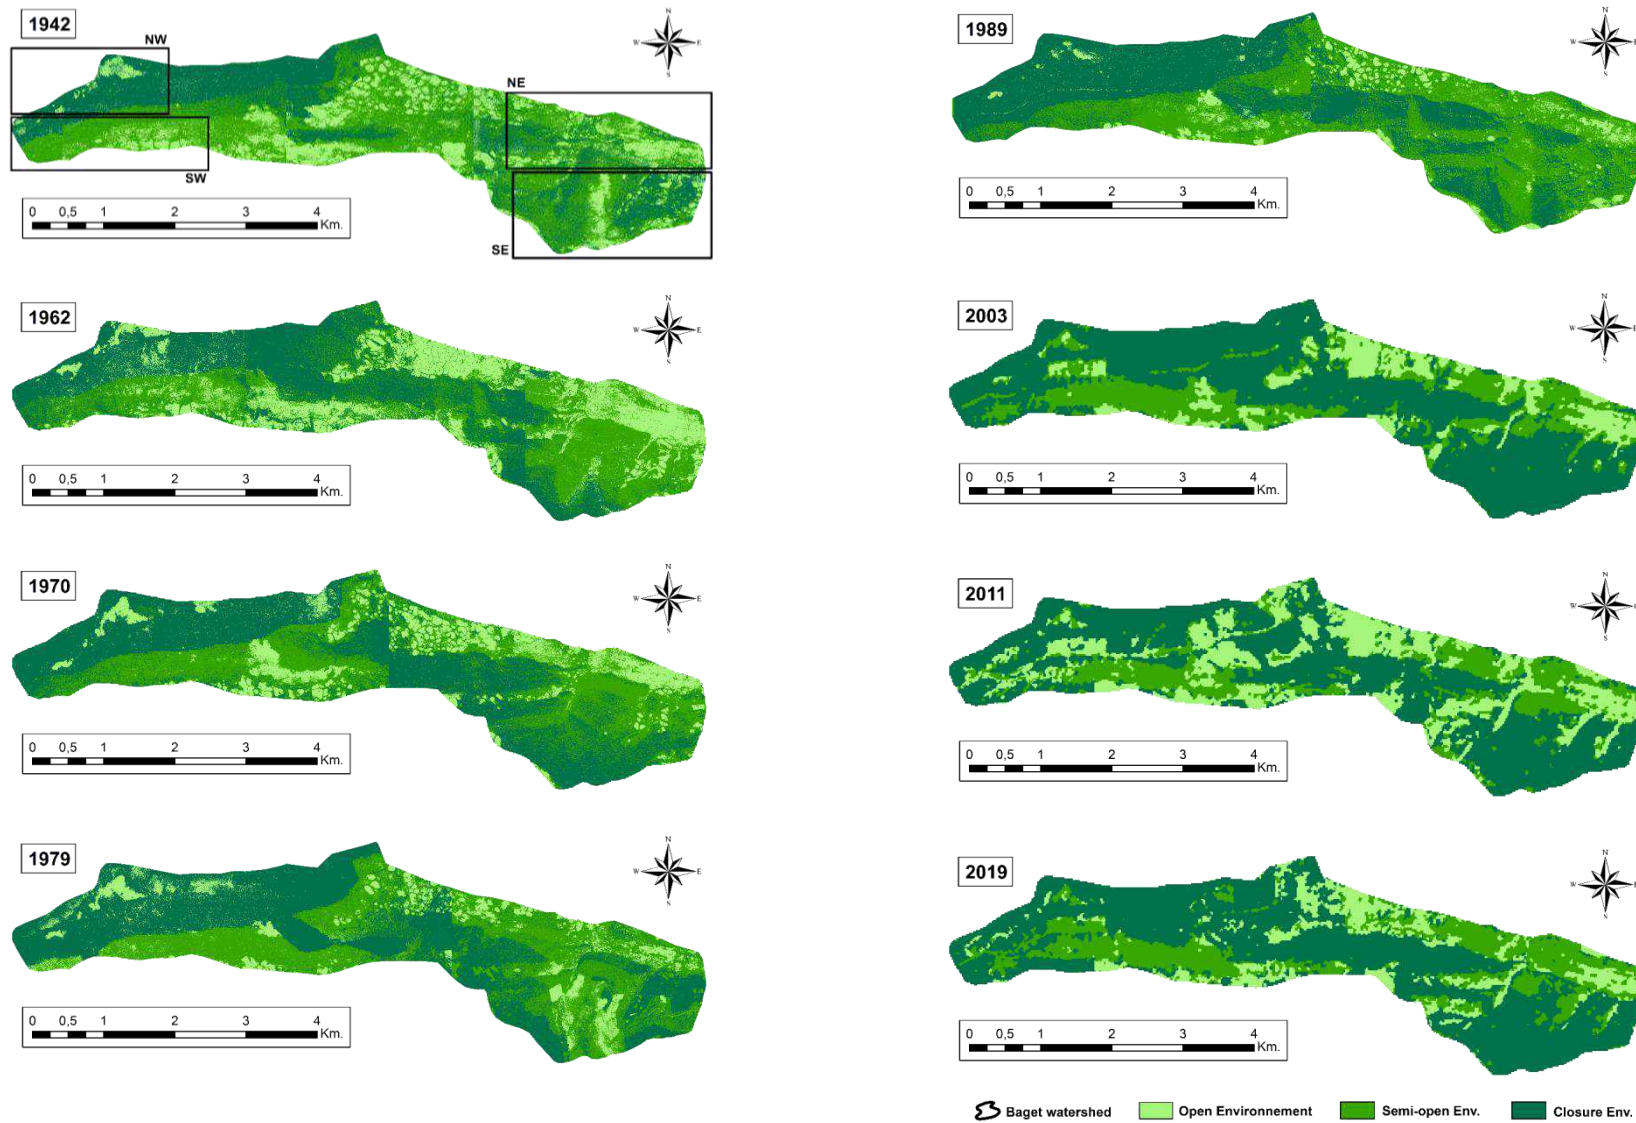 1942
NW
NE
SW
SE
N
W E
S
0 0,5 1 2 3 4
Km.
1962
N
W E
S
0 0,5 1 2 3 4
Km.
1970
N
W E
S
0 0,5 1 2 3 4
Km.
1979
N
W E
S
0 0,5 1 2 3 4
Km.
1989
N
W E
S
0 0,5 1 2 3 4
Km.
2003
N
W E
S
0 0,5 1 2 3 4
Km.
2011
N
W E
S
0 0,5 1 2 3 4
Km.
2019
N
W E
S
0 0,5 1 2 3 4
Km.
Baget watershed Open Environnement Semi-open Env. Closure Env.